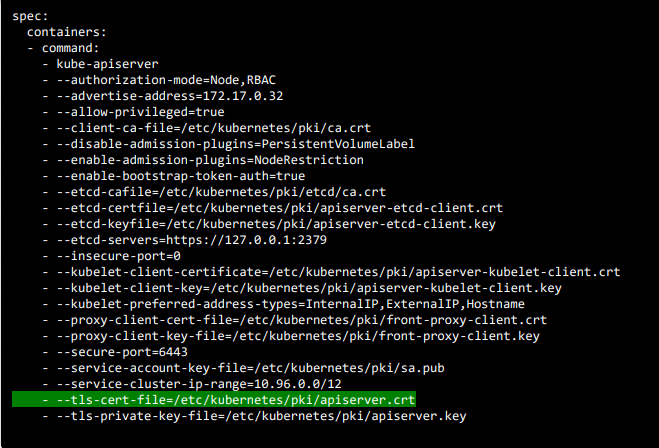 spec:
containers:
- command:
- kube-apiserver
- --authorization-mode=Node,RBAC
- --advertise-address=172.17.0.32
- --allow-privileged=true
- --client-ca-file=/etc/kubernetes/pki/ca.crt
- --disable-admission-plugins=PersistentVolumeLabel
- --enable-admission-plugins=NodeRestriction
- --enable-bootstrap-token-auth=true
- --etcd-cafile=/etc/kubernetes/pki/etcd/ca.crt
- --etcd-certfile=/etc/kubernetes/pki/apiserver-etcd-client.crt
- --etcd-keyfile=/etc/kubernetes/pki/apiserver-etcd-client.key
- --etcd-servers=https://127.0.0.1:2379
- --insecure-port=0
- --kubelet-client-certificate=/etc/kubernetes/pki/apiserver-kubelet-client.crt
- --kubelet-client-key=/etc/kubernetes/pki/apiserver-kubelet-client.key
- --kubelet-preferred-address-types=InternalIP,ExternalIP,Hostname
- --proxy-client-cert-file=/etc/kubernetes/pki/front-proxy-client.crt
- --proxy-client-key-file=/etc/kubernetes/pki/front-proxy-client.key
- --secure-port=6443
- --service-account-key-file=/etc/kubernetes/pki/sa.pub
- --service-cluster-ip-range=10.96.0.0/12
- --tls-cert-file=/etc/kubernetes/pki/apiserver.crt
- --tls-private-key-file=/etc/kubernetes/pki/apiserver.key